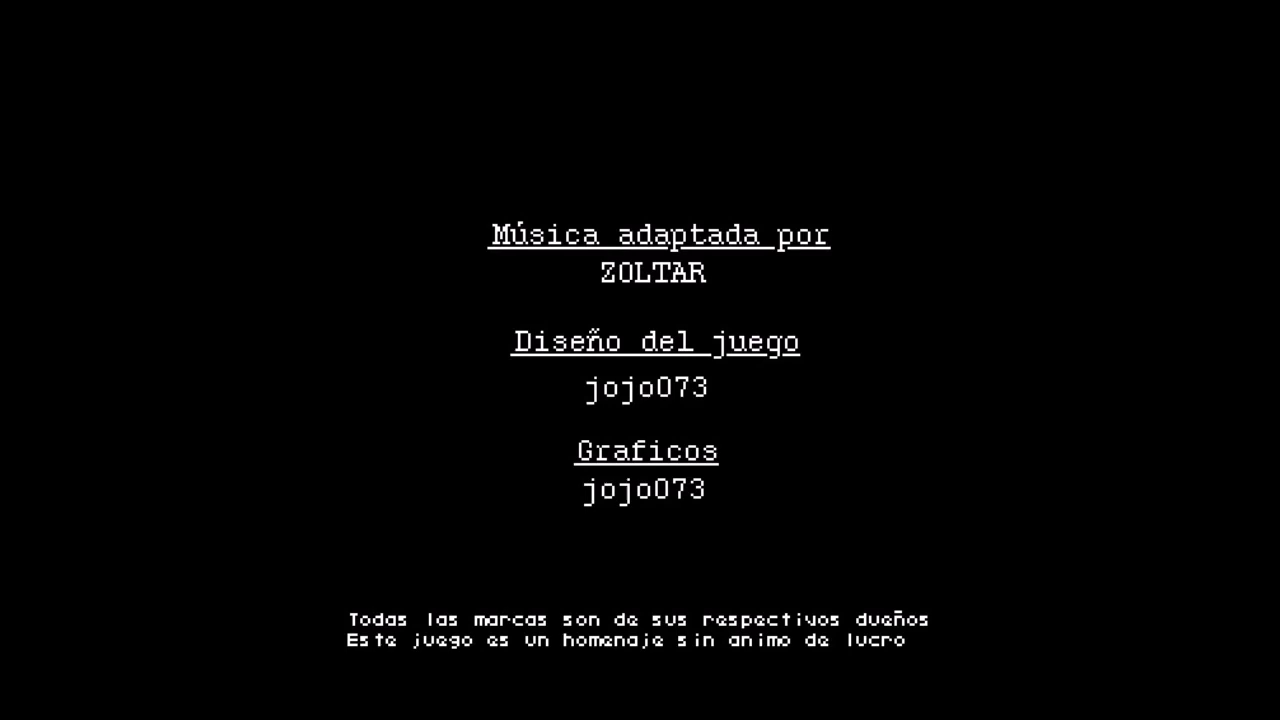 Música adaptada por
ZOLTAR
Diseño del juego
jojo073
Graficos
jojo073
Todas las marcas son de sus respectivos dueños
Este juego es un homenaje sin animo de lucro